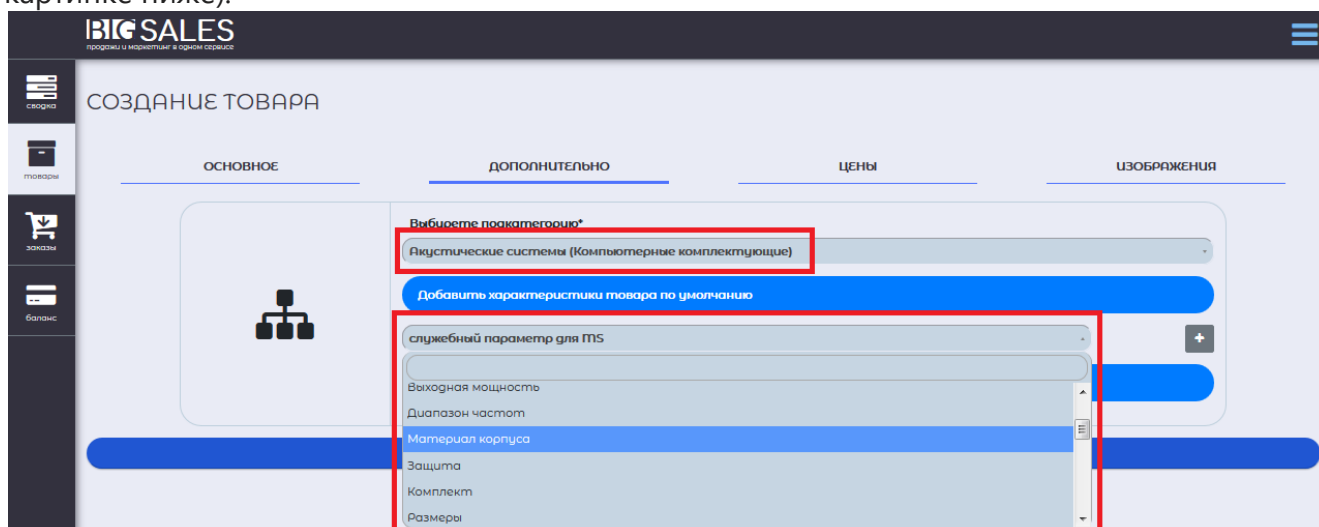 картинке ниже).
BIG SALES
продажи и маркетинг в одном сервисе
сводка
СОЗДАНИЕ ТОВАРА
товары
ОСНОВНОЕ
ДОПОЛНИТЕЛЬНО
ЦЕНЫ
ИЗОБРАЖЕНИЯ
заказы
Выбирете подкатегорию*
Акустические системы (Компьютерные комплектующие)
Добавить характеристики товара по умолчанию
баланс
служебный параметр для MS
+
Выходная мощность
Диапазон частот
Материал корпуса
Защита
Комплект
Размеры